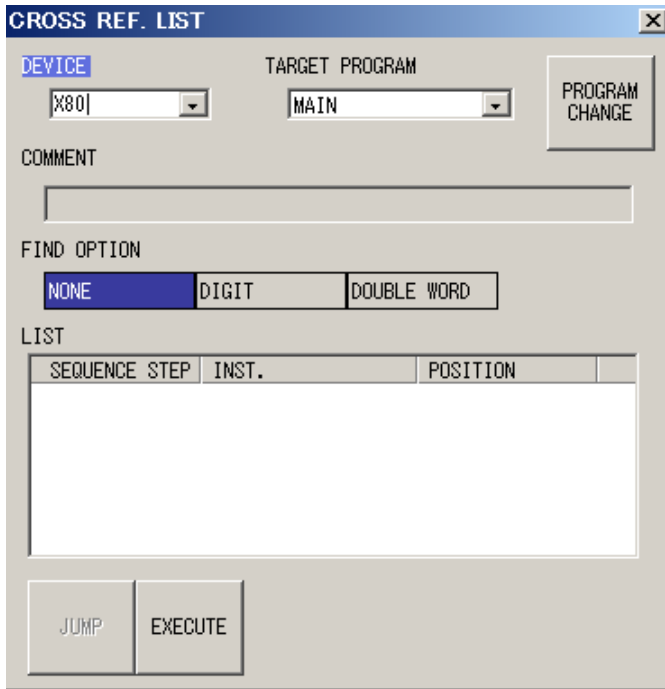 CROSS REF. LIST
DEVICE TARGET PROGRAM
X80 MAIN
PROGRAM
CHANGE
COMMENT
FIND OPTION
NONE DIGIT DOUBLE WORD
LIST
SEQUENCE STEP INST. POSITION
JUMP EXECUTE